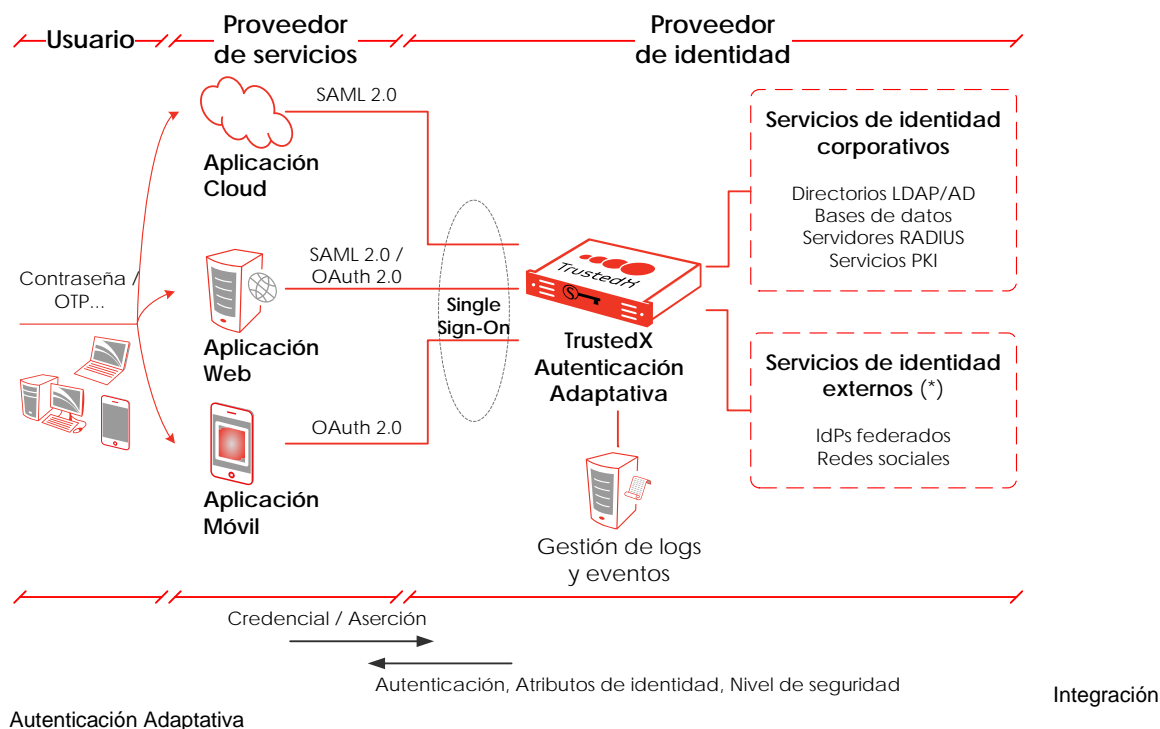 Usuario
Proveedor
de servicios
Proveedor
de identidad
SAML 2.0
Aplicación
Cloud
Contraseña /
OTP...
SAML 2.0 /
OAuth 2.0
Aplicación
Web
OAuth 2.0
Aplicación
Móvil
Single
Sign-On
TrustedX
TrustedX
Autenticación
Adaptativa
Gestión de logs
y eventos
Servicios de identidad
corporativos
Directorios LDAP/AD
Bases de datos
Servidores RADIUS
Servicios PKI
Servicios de identidad
externos (*)
IdPs federados
Redes sociales
Credencial / Aserción
Autenticación, Atributos de identidad, Nivel de seguridad
Integración
Autenticación Adaptativa